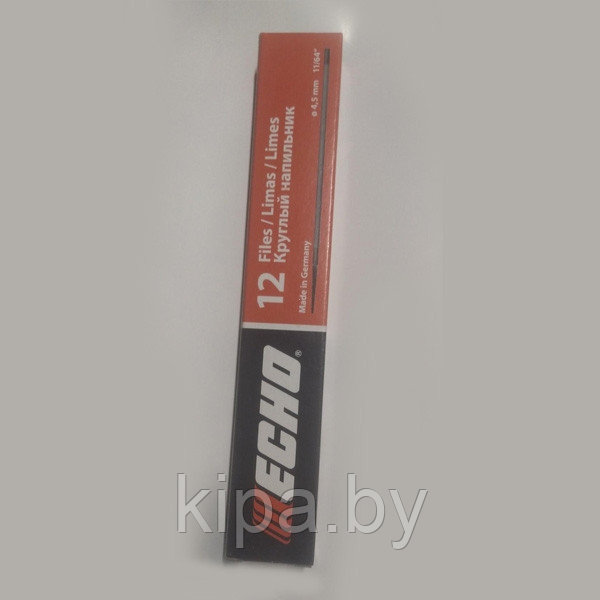 ECHO®
12 Files / Limas / Limes
Круглый напильник
Made in Germany
ø 4,5 mm 11/64"
kipa.by